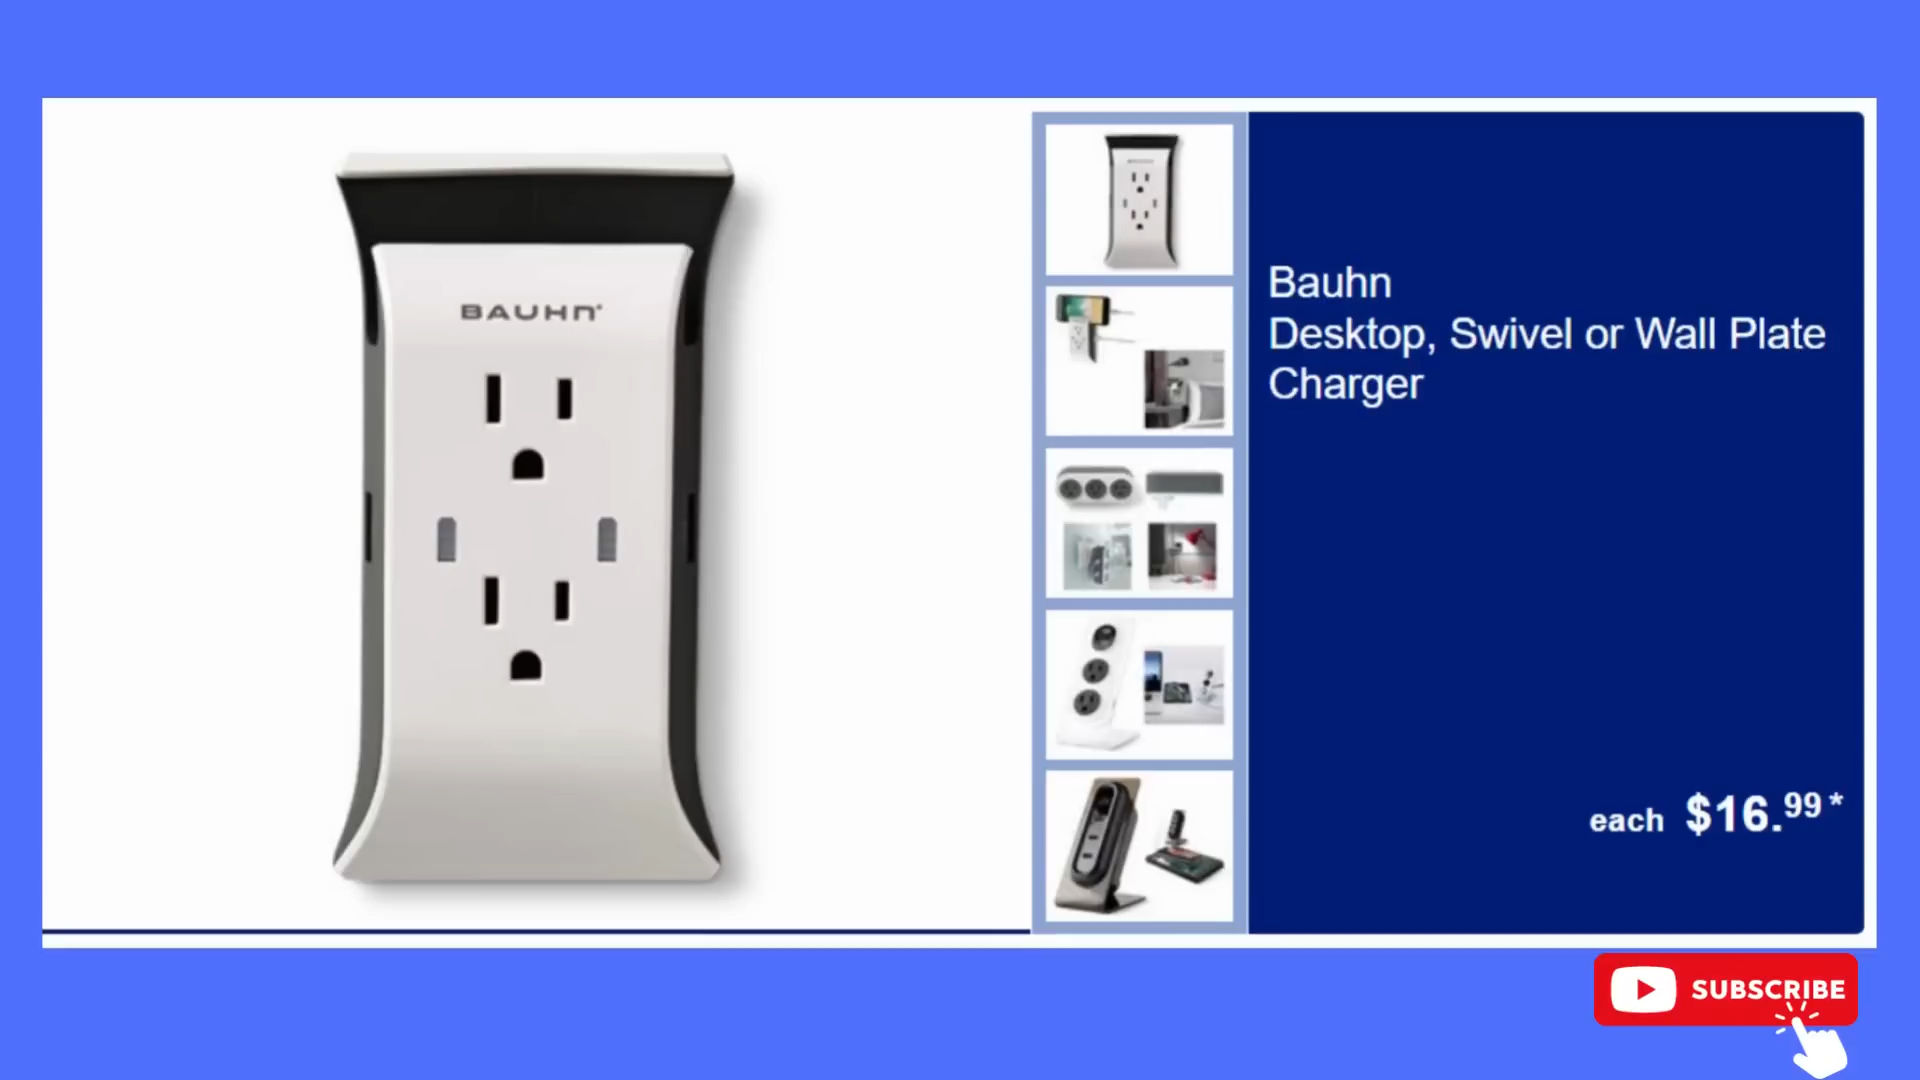 BAUHN
Bauhn
Desktop, Swivel or Wall Plate
Charger
each $16.99*
SUBSCRIBE